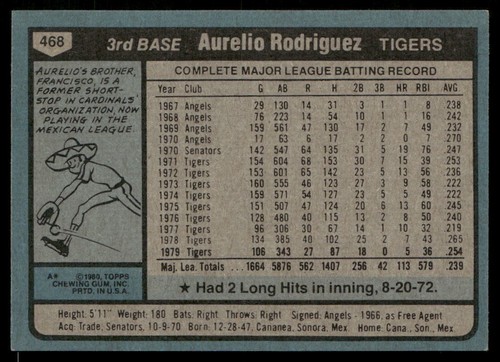 468 3rd BASE Aurelio Rodriguez TIGERS
AURELIO'S BROTHER,
FRANCISCO, IS A
FORMER SHORT-
STOP IN CARDINALS'
ORGANIZATION, NOW
PLAYING IN THE
MEXICAN LEAGUE.
A*
©1980, TOPPS
CHEWING GUM, INC.
PRTD. IN U.S.A.
COMPLETE MAJOR LEAGUE BATTING RECORD
Year Club G AB R H 2B 3B HR RBI AVG
1967 Angels 29 130 14 31 3 1 1 8 .238
1968 Angels 76 223 14 54 10 1 1 16 .242
1969 Angels 159 561 47 130 17 2 7 49 .232
1970 Angels 17 63 6 17 2 2 0 7 .270
1970 Senators 142 547 64 135 31 5 19 76 .247
1971 Tigers 154 604 68 153 30 7 15 39 .253
1972 Tigers 153 601 65 142 23 5 13 56 .236
1973 Tigers 160 555 46 123 27 3 9 58 .222
1974 Tigers 159 571 54 127 23 5 5 49 .222
1975 Tigers 151 507 47 124 20 6 13 60 .245
1976 Tigers 128 480 40 115 13 2 8 50 .240
1977 Tigers 96 306 30 67 14 1 10 32 .219
1978 Tigers 134 385 40 102 25 2 7 43 .265
1979 Tigers 106 343 27 87 18 0 5 36 .254
Maj. Lea. Totals 1664 5876 562 1407 256 42 113 579 .239
★ Had 2 Long Hits in inning, 8-20-72.
Height: 5'11" Weight: 180 Bats: Right Throws: Right Signed: Angels - 1966, as Free Agent
Acq: Trade, Senators, 10-9-70 Born: 12-28-47, Cananea, Sonora, Mex. Home: Cana., Son., Mex.